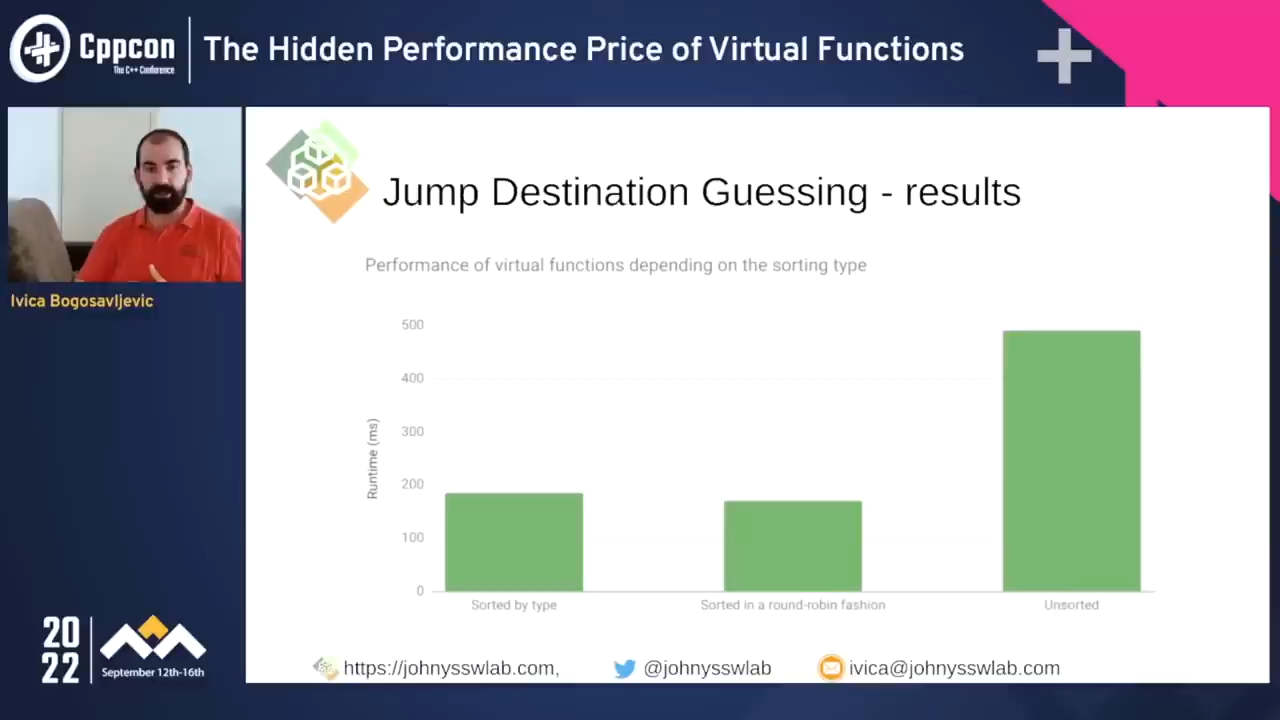 Cppcon
The C++ Conference
The Hidden Performance Price of Virtual Functions
Ivica Bogosavljevic
Jump Destination Guessing - results
Performance of virtual functions depending on the sorting type
Runtime (ms)
500
400
300
200
100
0
Sorted by type
Sorted in a round-robin fashion
Unsorted
https://johnysswlab.com,
@johnysswlab
ivica@johnysswlab.com
20
22
September 12th-16th